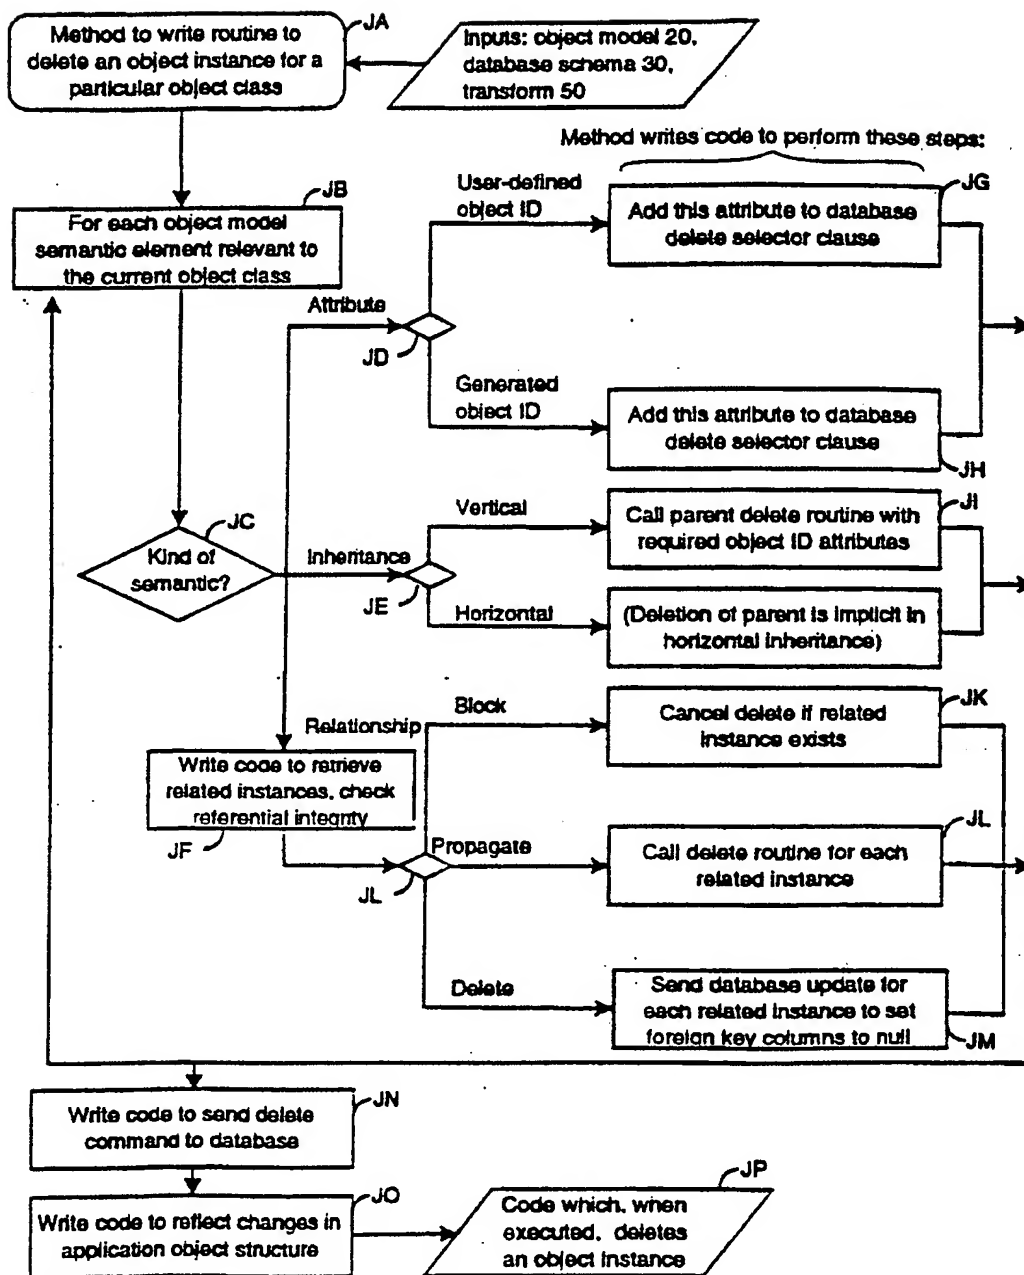 Method to write routine to
delete an object instance for a
particular object class
JA
Inputs: object model 20,
database schema 30,
transform 50
Method writes code to perform these steps:
JB
For each object model
semantic element relevant to
the current object class
User-defined
object ID
Add this attribute to database
delete selector clause
JG
Attribute
JD
Generated
object ID
Add this attribute to database
delete selector clause
JH
JC
Kind of
semantic?
Inheritance
JE
Vertical
Call parent delete routine with
required object ID attributes
JI
Horizontal
(Deletion of parent is implicit in
horizontal inheritance)
Relationship
Write code to retrieve
related instances, check
referential integrity
JF
Block
Cancel delete if related
instance exists
JK
JL
Propagate
Call delete routine for each
related instance
JL
Delete
Send database update for
each related instance to set
foreign key columns to null
JM
Write code to send delete
command to database
JN
Write code to reflect changes in
application object structure
JO
Code which, when
executed, deletes
an object instance
JP